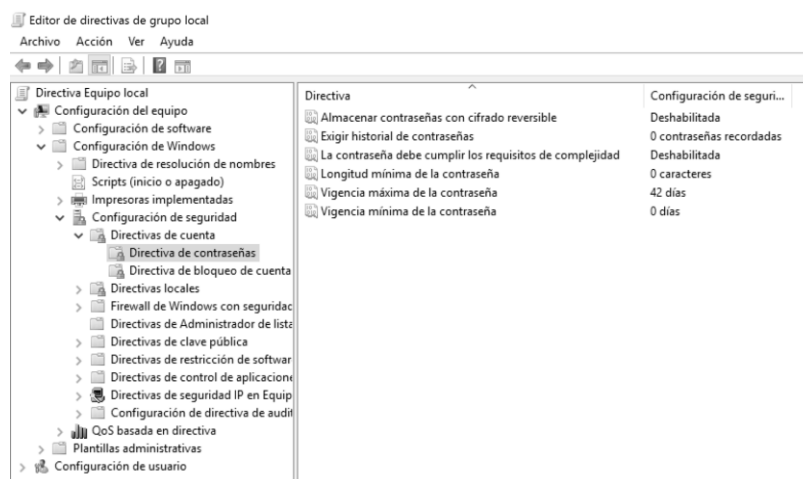 Editor de directivas de grupo local
Archivo Acción Ver Ayuda
Directiva Equipo local
Configuración del equipo
Configuración de software
Configuración de Windows
Directiva de resolución de nombres
Scripts (inicio o apagado)
Impresoras implementadas
Configuración de seguridad
Directivas de cuenta
Directiva de contraseñas
Directiva de bloqueo de cuenta
Directivas locales
Firewall de Windows con seguridad
Directivas de Administrador de lista
Directivas de clave pública
Directivas de restricción de softwar
Directivas de control de aplicacione
Directivas de seguridad IP en Equip
Configuración de directiva de audit
QoS basada en directiva
Plantillas administrativas
Configuración de usuario
Directiva Configuración de seguri...
Almacenar contraseñas con cifrado reversible Deshabilitada
Exigir historial de contraseñas 0 contraseñas recordadas
La contraseña debe cumplir los requisitos de complejidad Deshabilitada
Longitud mínima de la contraseña 0 caracteres
Vigencia máxima de la contraseña 42 días
Vigencia mínima de la contraseña 0 días